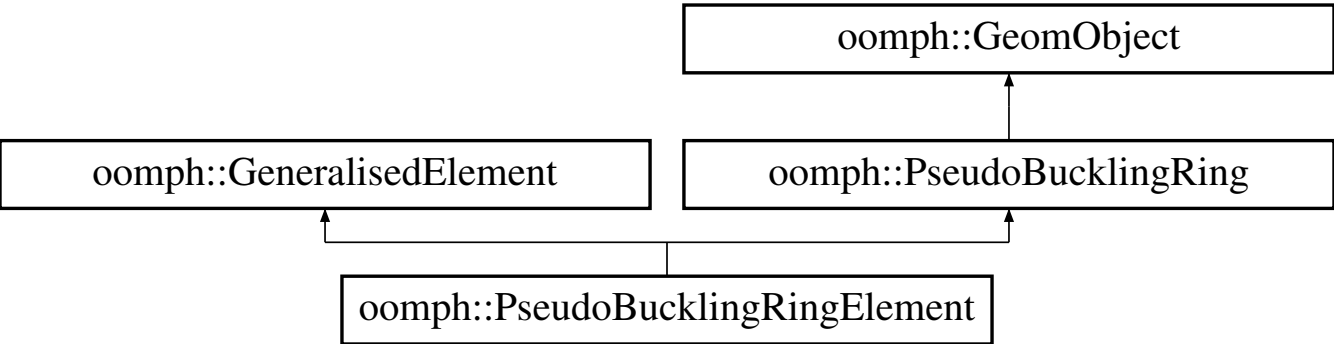 oomph::GeomObject
oomph::GeneralisedElement
oomph::PseudoBucklingRing
oomph::PseudoBucklingRingElement